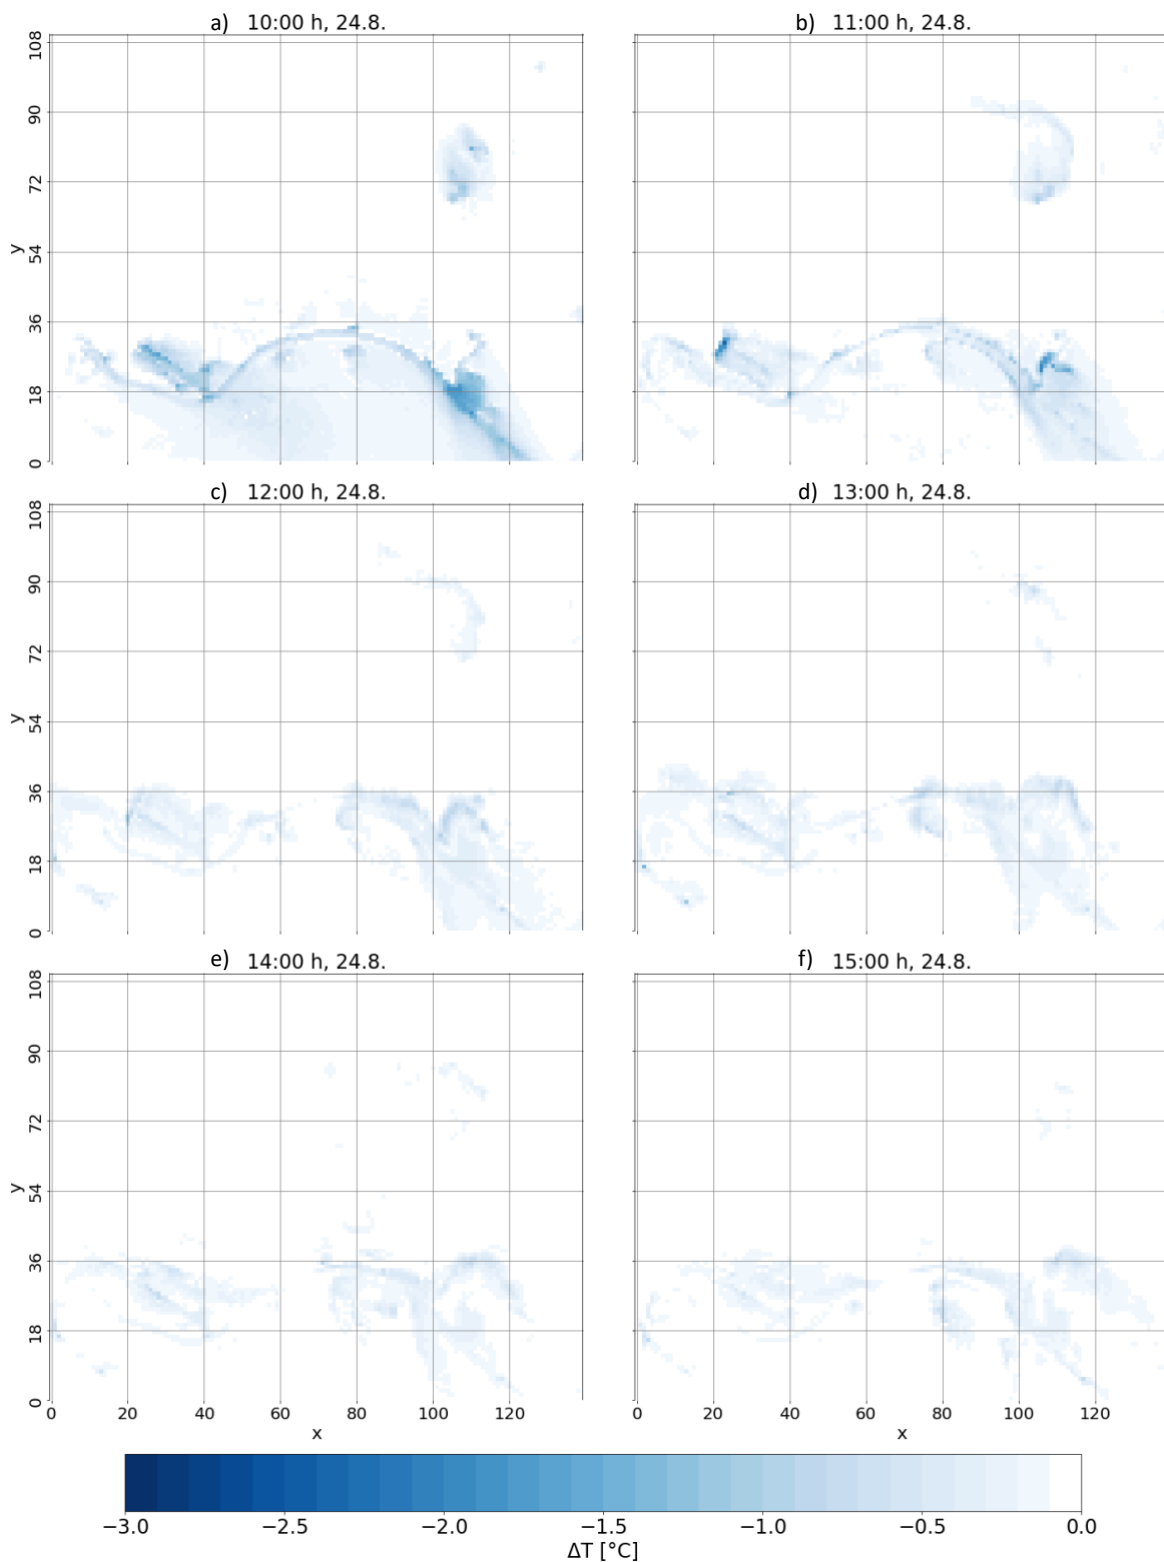 a) 10:00 h, 24.8.
b) 11:00 h, 24.8.
108
90
72
54
36
18
0
y
c) 12:00 h, 24.8.
d) 13:00 h, 24.8.
108
90
72
54
36
18
0
y
e) 14:00 h, 24.8.
f) 15:00 h, 24.8.
108
90
72
54
36
18
0
y
0 20 40 60 80 100 120
0 20 40 60 80 100 120
x
x
−3.0 −2.5 −2.0 −1.5 −1.0 −0.5 0.0
ΔT [°C]